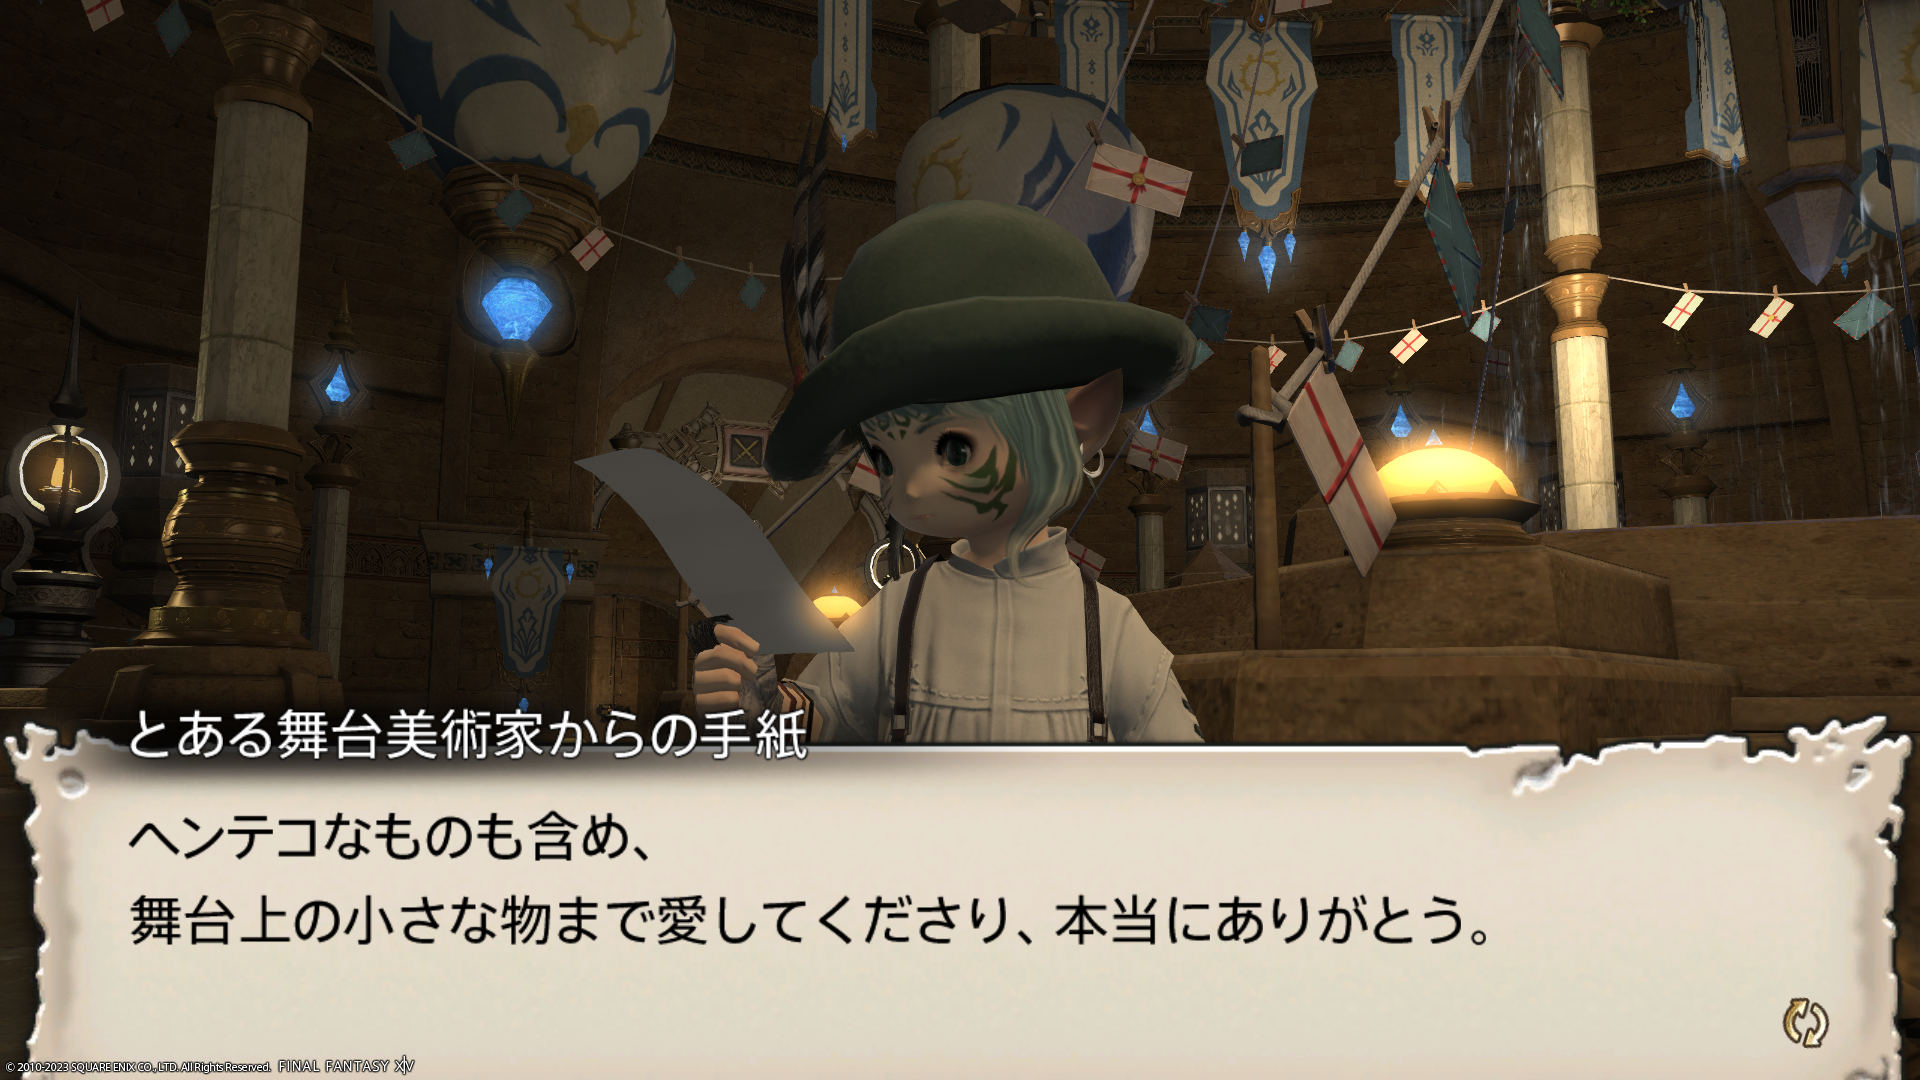 とある舞台美術家からの手紙
ヘンテコなものも含め、
舞台上の小さな物まで愛してくださり、本当にありがとう。
© 2010-2023 SQUARE ENIX CO., LTD. All Rights Reserved. FINAL FANTASY XIV